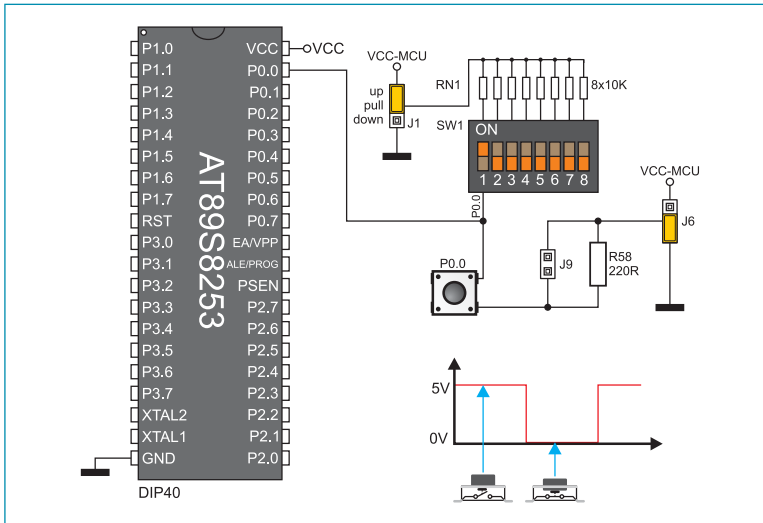 P1.0
P1.1
P1.2
P1.3
P1.4
P1.5
P1.6
P1.7
RST
P3.0
P3.1
P3.2
P3.3
P3.4
P3.5
P3.6
P3.7
XTAL2
XTAL1
GND
AT89S8253
VCC
P0.0
P0.1
P0.2
P0.3
P0.4
P0.5
P0.6
P0.7
EA/VPP
ALE/PROG
PSEN
P2.7
P2.6
P2.5
P2.4
P2.3
P2.2
P2.1
P2.0
DIP40
VCC
VCC-MCU
up
pull
down
J1
RN1
8x10K
SW1
ON
1 2 3 4 5 6 7 8
P0.0
VCC-MCU
J6
J9
R58
220R
P0.0
5V
0V